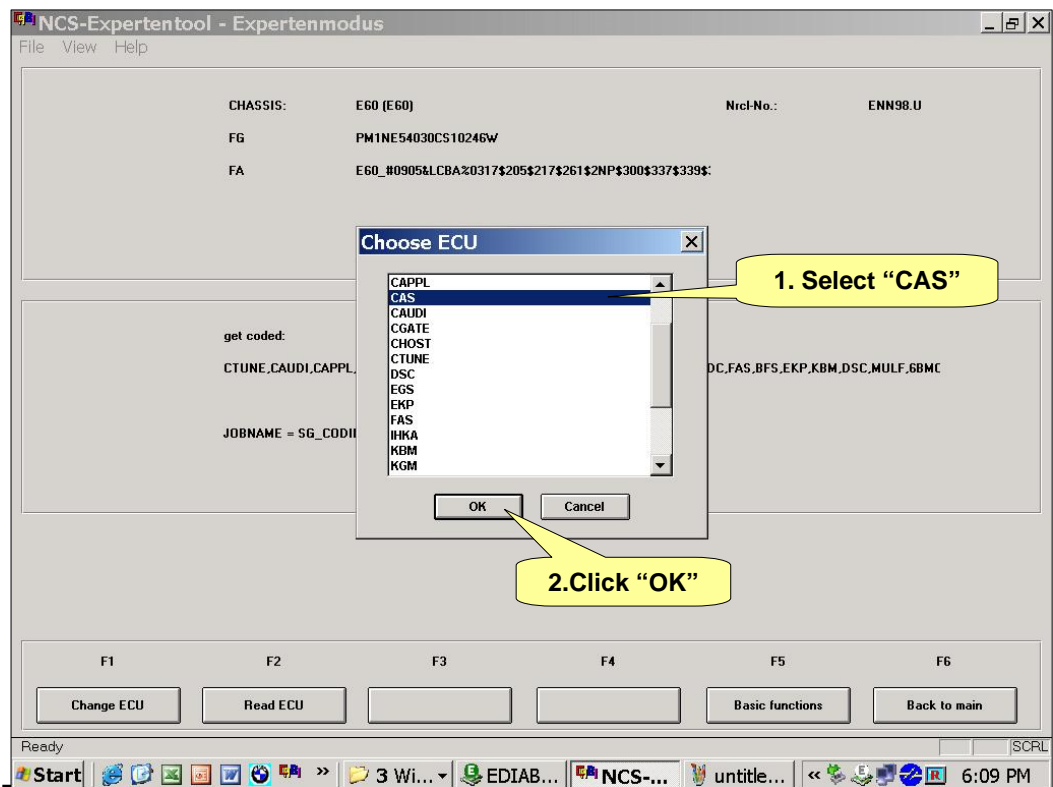 NCS-Expertentool - Expertenmodus
File View Help
CHASSIS: E60 (E60) Nrcl-No.: ENN98.U
FG PM1NE54030CS10246W
FA E60_#0905&LCBA%0317$205$217$261$2NP$300$337$339$:
Choose ECU
CAPPL
CAS
CAUDI
CGATE
CHOST
CTUNE
DSC
EGS
EKP
FAS
IHKA
KBM
KGM
OK Cancel
1. Select “CAS”
2.Click “OK”
get coded:
CTUNE,CAUDI,CAPPL, DC,FAS,BFS,EKP,KBM,DSC,MULF,6BMC
JOBNAME = SG_CODII
F1 F2 F3 F4 F5 F6
Change ECU Read ECU Basic functions Back to main
Ready SCRL
Start » 3 Wi... EDIAB... NCS-... untitle... « R 6:09 PM